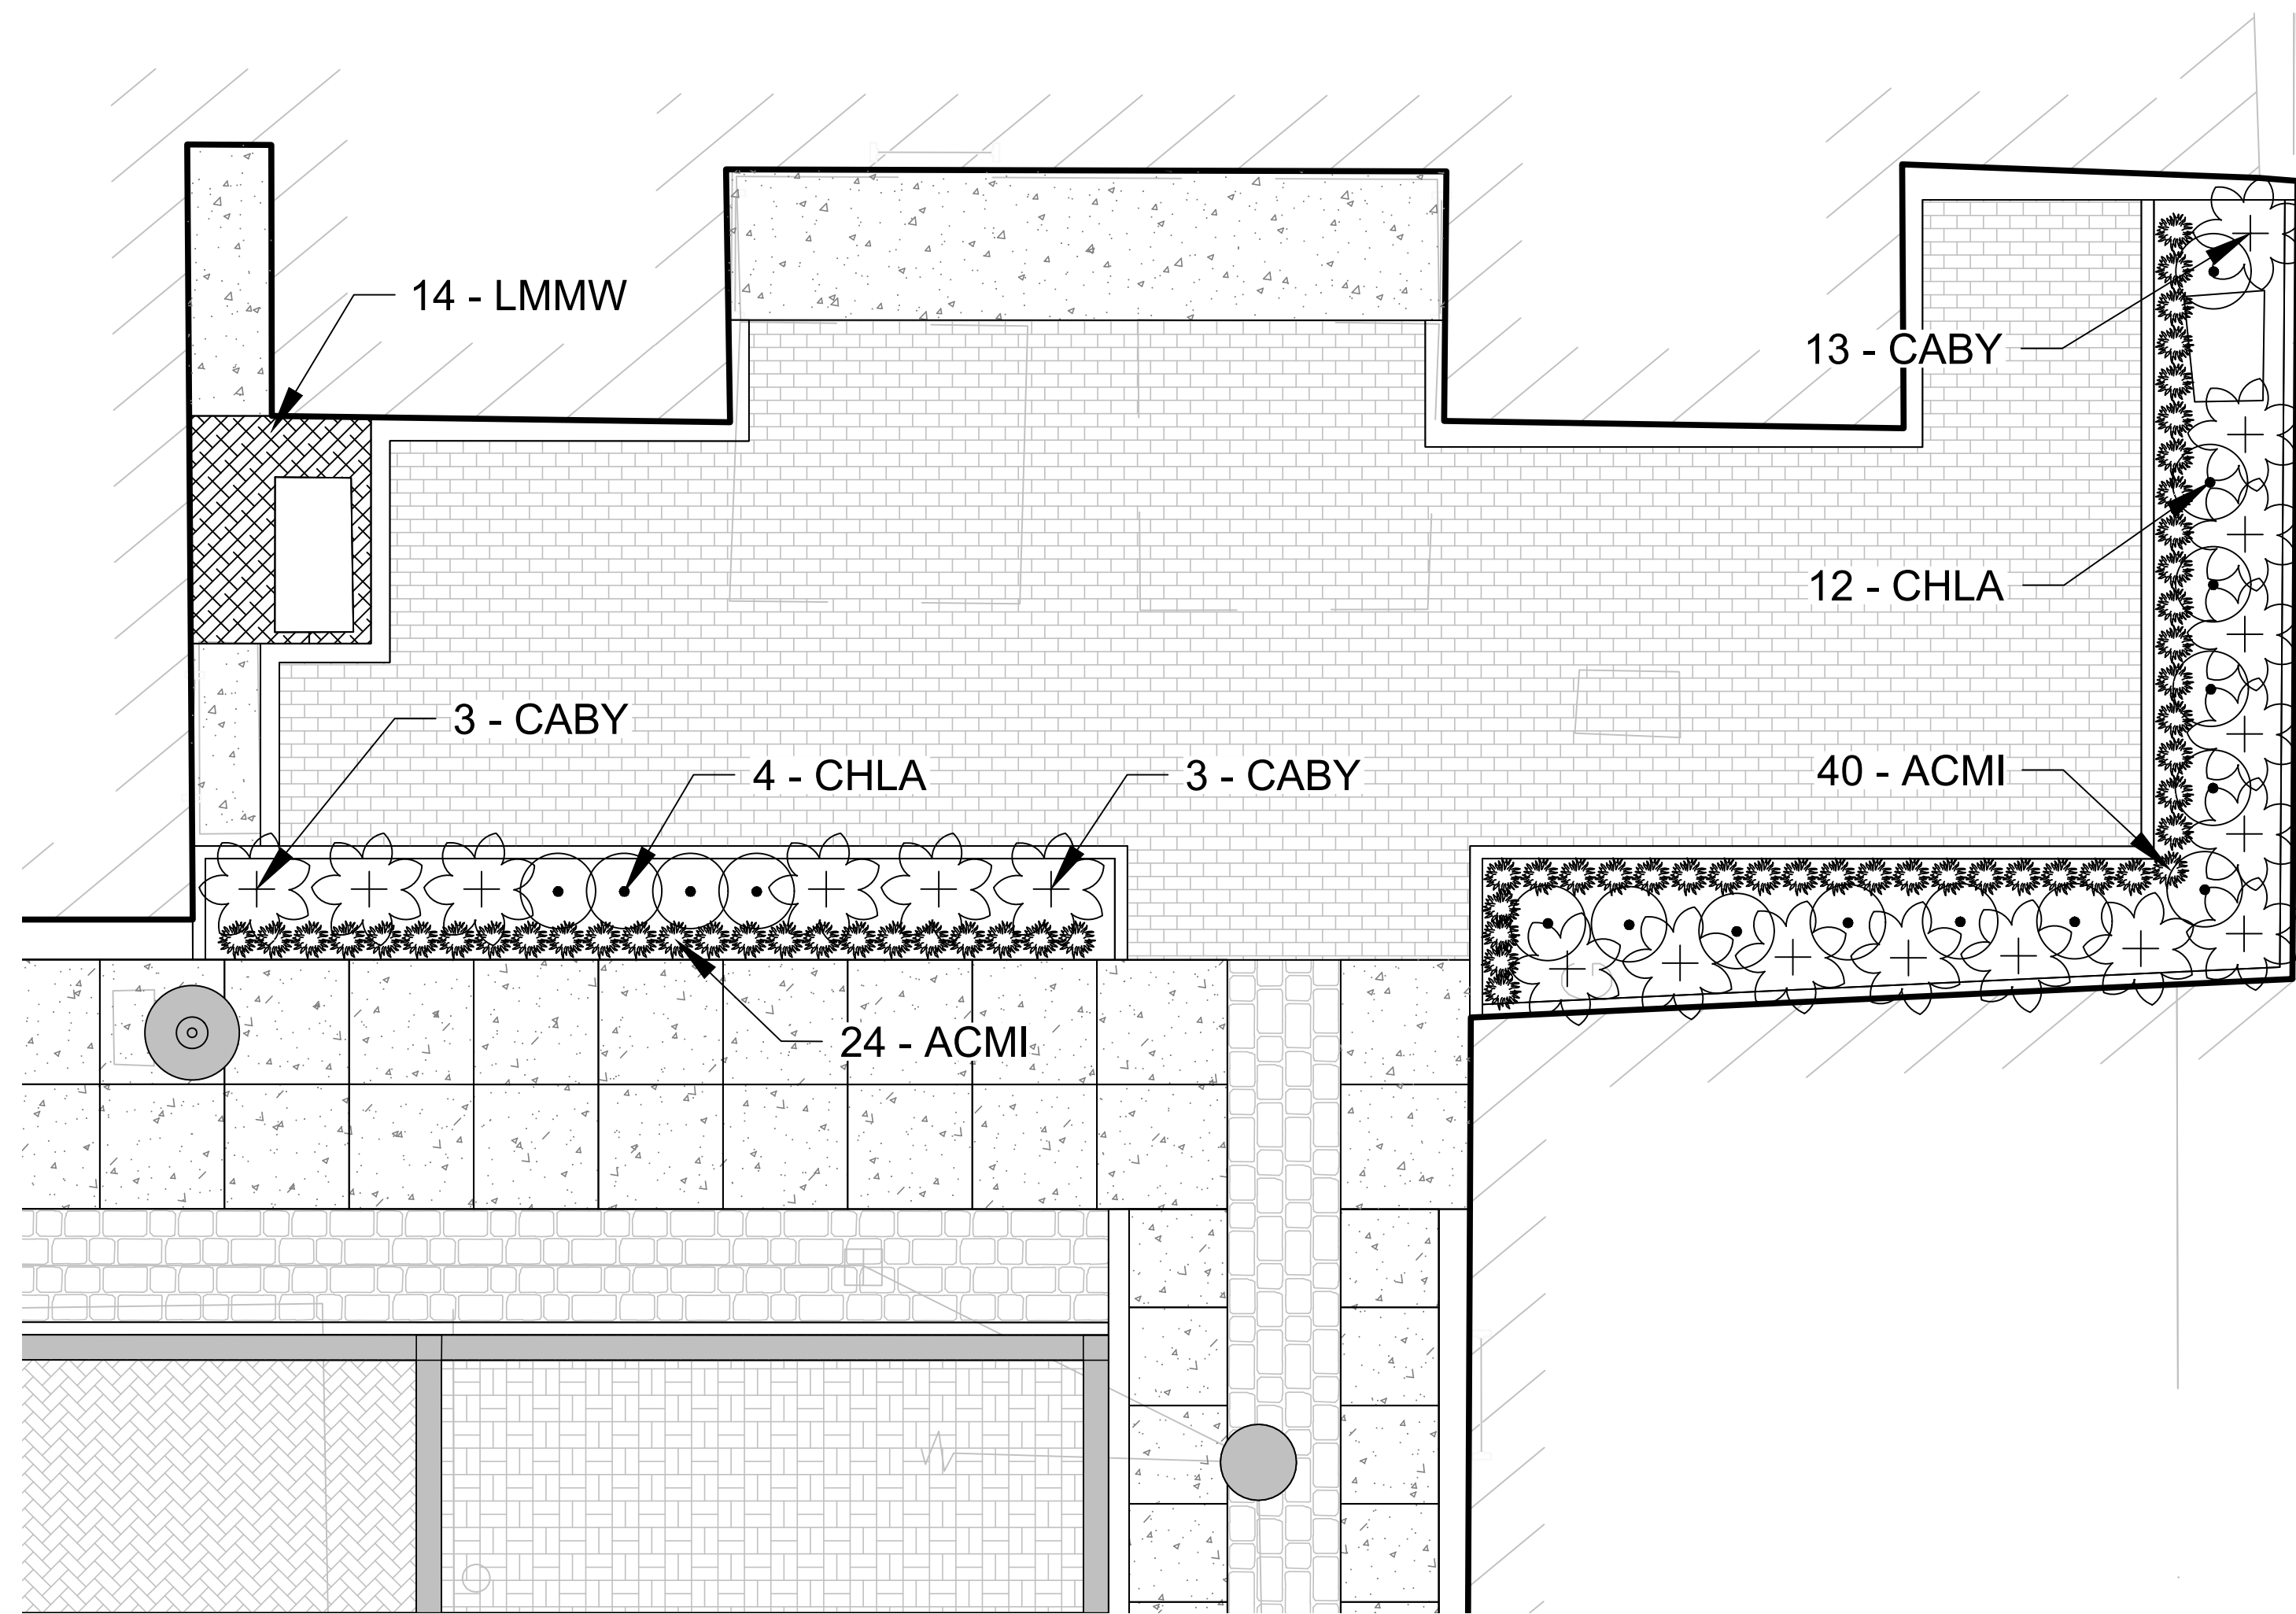 14 - LMMW
13 - CABY
12 - CHLA
3 - CABY
4 - CHLA
3 - CABY
40 - ACMI
24 - ACMI